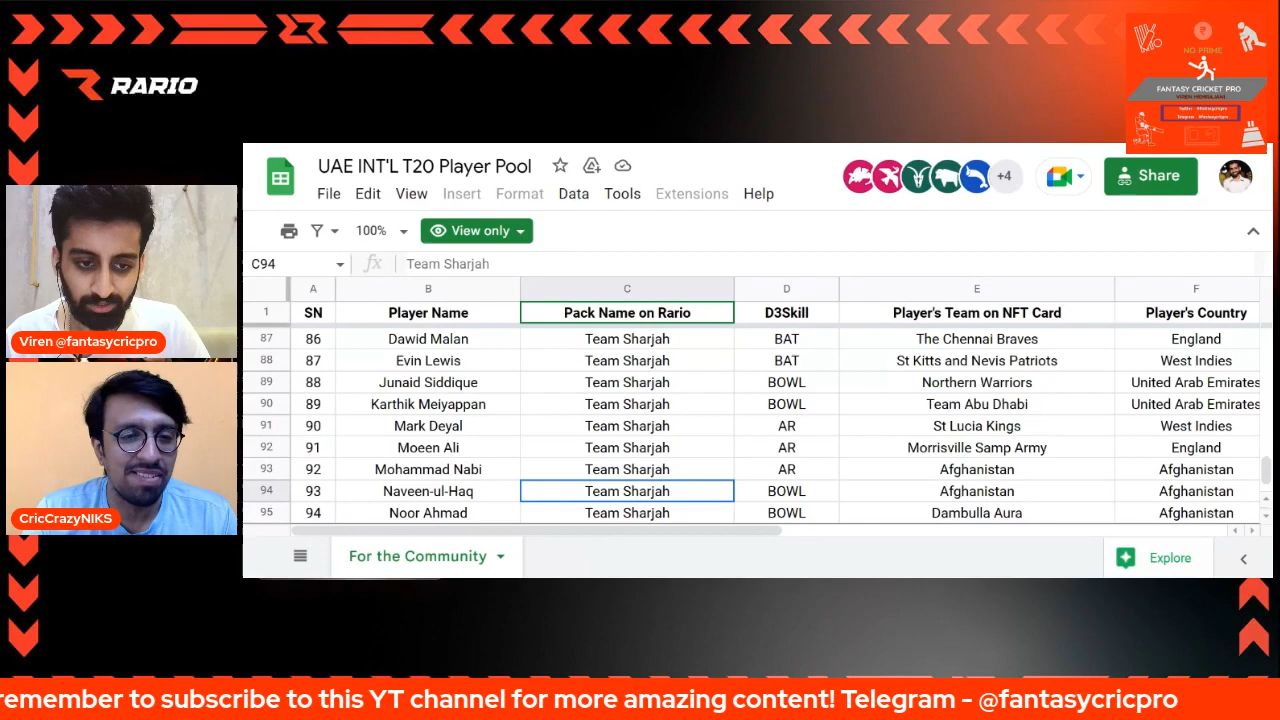 RARIO
NO PRIME
FANTASY CRICKET PRO
VIREN HEMRAJANI
UAE INT'L T20 Player Pool
+4
Share
File Edit View Insert Format Data Tools Extensions Help
100% View only
C94 fx Team Sharjah
A B C D E F
1 SN Player Name Pack Name on Rario D3Skill Player's Team on NFT Card Player's Country
87 86 Dawid Malan Team Sharjah BAT The Chennai Braves England
88 87 Evin Lewis Team Sharjah BAT St Kitts and Nevis Patriots West Indies
89 88 Junaid Siddique Team Sharjah BOWL Northern Warriors United Arab Emirates
90 89 Karthik Meiyappan Team Sharjah BOWL Team Abu Dhabi United Arab Emirates
91 90 Mark Deyal Team Sharjah AR St Lucia Kings West Indies
92 91 Moeen Ali Team Sharjah AR Morrisville Samp Army England
93 92 Mohammad Nabi Team Sharjah AR Afghanistan Afghanistan
94 93 Naveen-ul-Haq Team Sharjah BOWL Afghanistan Afghanistan
95 94 Noor Ahmad Team Sharjah BOWL Dambulla Aura Afghanistan
For the Community
Explore
Viren @fantasycricpro
CricCrazyNIKS
remember to subscribe to this YT channel for more amazing content! Telegram - @fantasycricpro